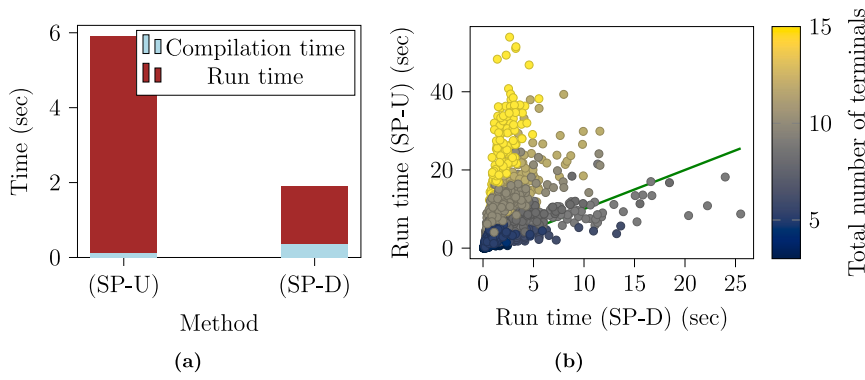 6
4
2
0
Time (sec)
Compilation time
Run time
(SP-U)
(SP-D)
Method
(a)
40
20
0
Run time (SP-U) (sec)
0
5
10
15
20
25
Run time (SP-D) (sec)
(b)
15
10
5
Total number of terminals